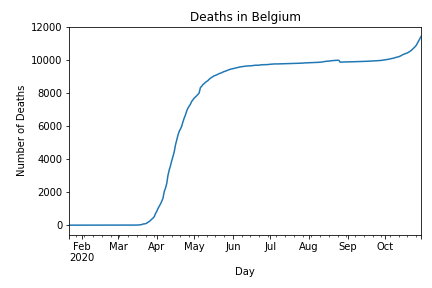 Deaths in Belgium
12000
10000
8000
6000
4000
2000
0
Number of Deaths
Feb Mar Apr May Jun Jul Aug Sep Oct
2020
Day